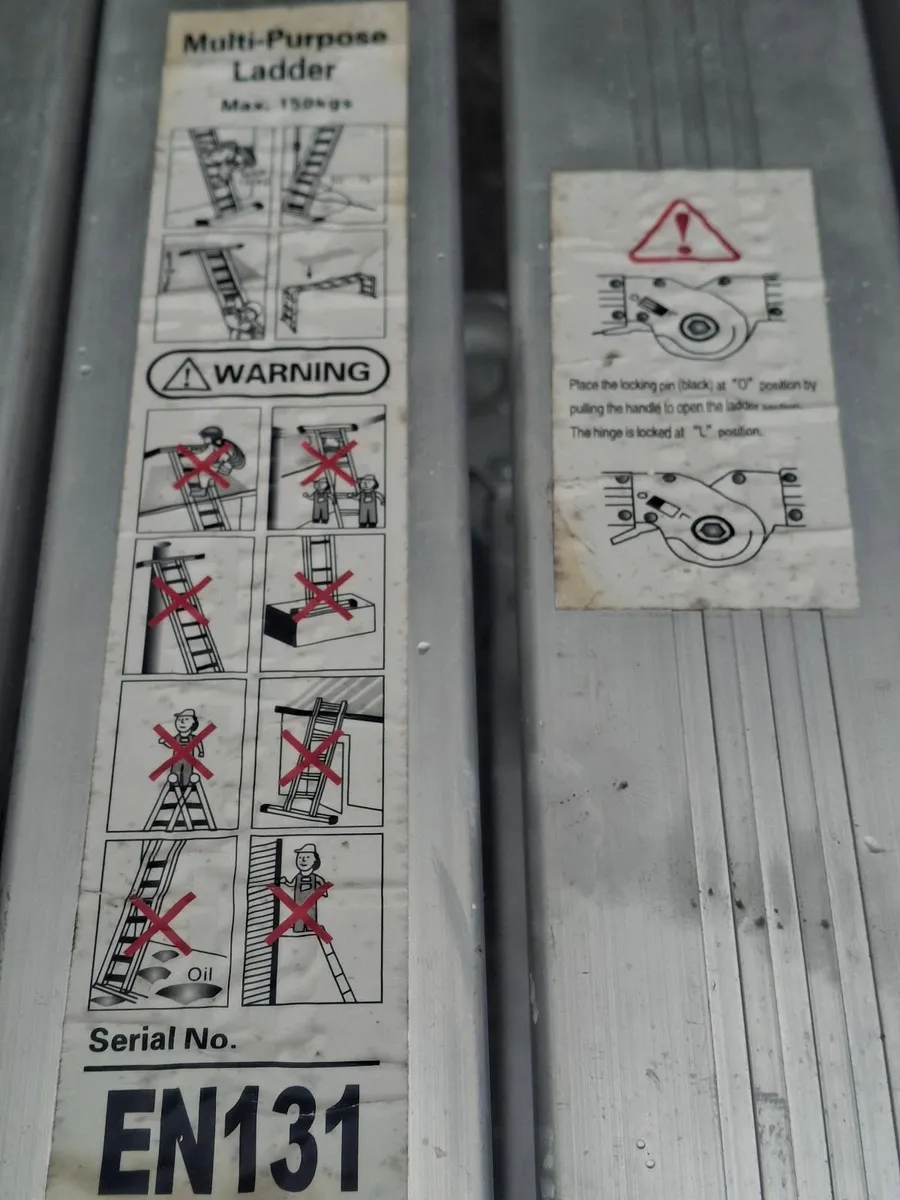 Multi-Purpose
Ladder
Max. 150kgs
WARNING
Oil
Serial No.
EN131
Place the locking pin (black) at "O" position by
pulling the handle to open the ladder section.
The hinge is locked at "L" position.